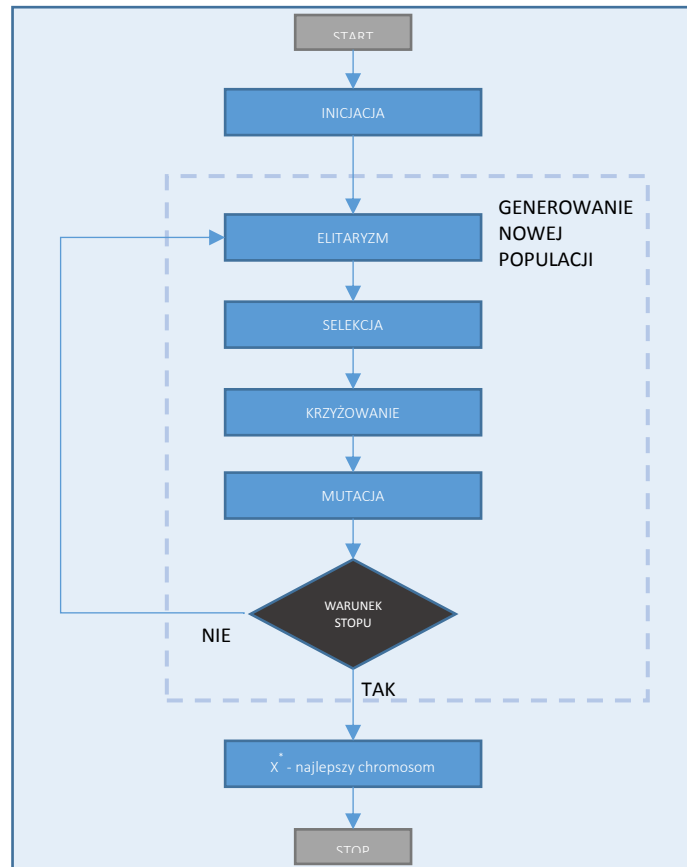 START
INICJACJA
GENEROWANIE
NOWEJ
POPULACJI
ELITARYZM
SELEKCJA
KRZYŻOWANIE
MUTACJA
WARUNEK
STOPU
NIE
TAK
X* - najlepszy chromosom
STOP